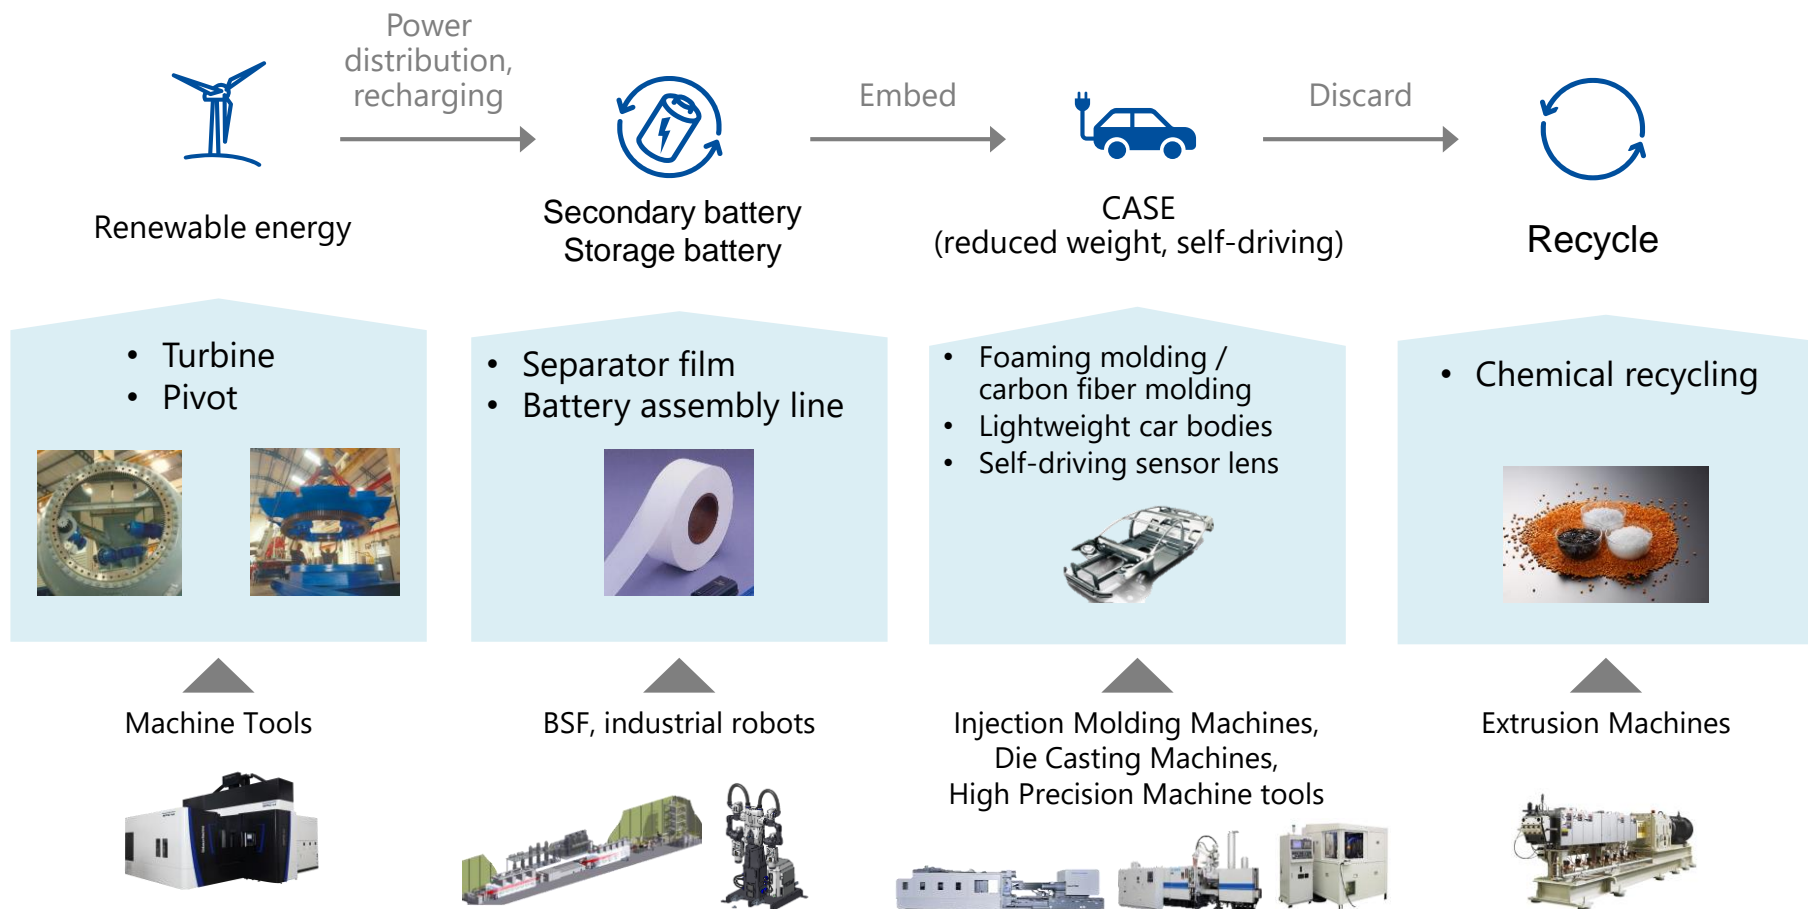 Power
distribution,
recharging
Embed
Discard
Renewable energy
Secondary battery
Storage battery
CASE
(reduced weight, self-driving)
Recycle
• Turbine
• Pivot
• Separator film
• Battery assembly line
• Foaming molding /
carbon fiber molding
• Lightweight car bodies
• Self-driving sensor lens
• Chemical recycling
Machine Tools
BSF, industrial robots
Injection Molding Machines,
Die Casting Machines,
High Precision Machine tools
Extrusion Machines